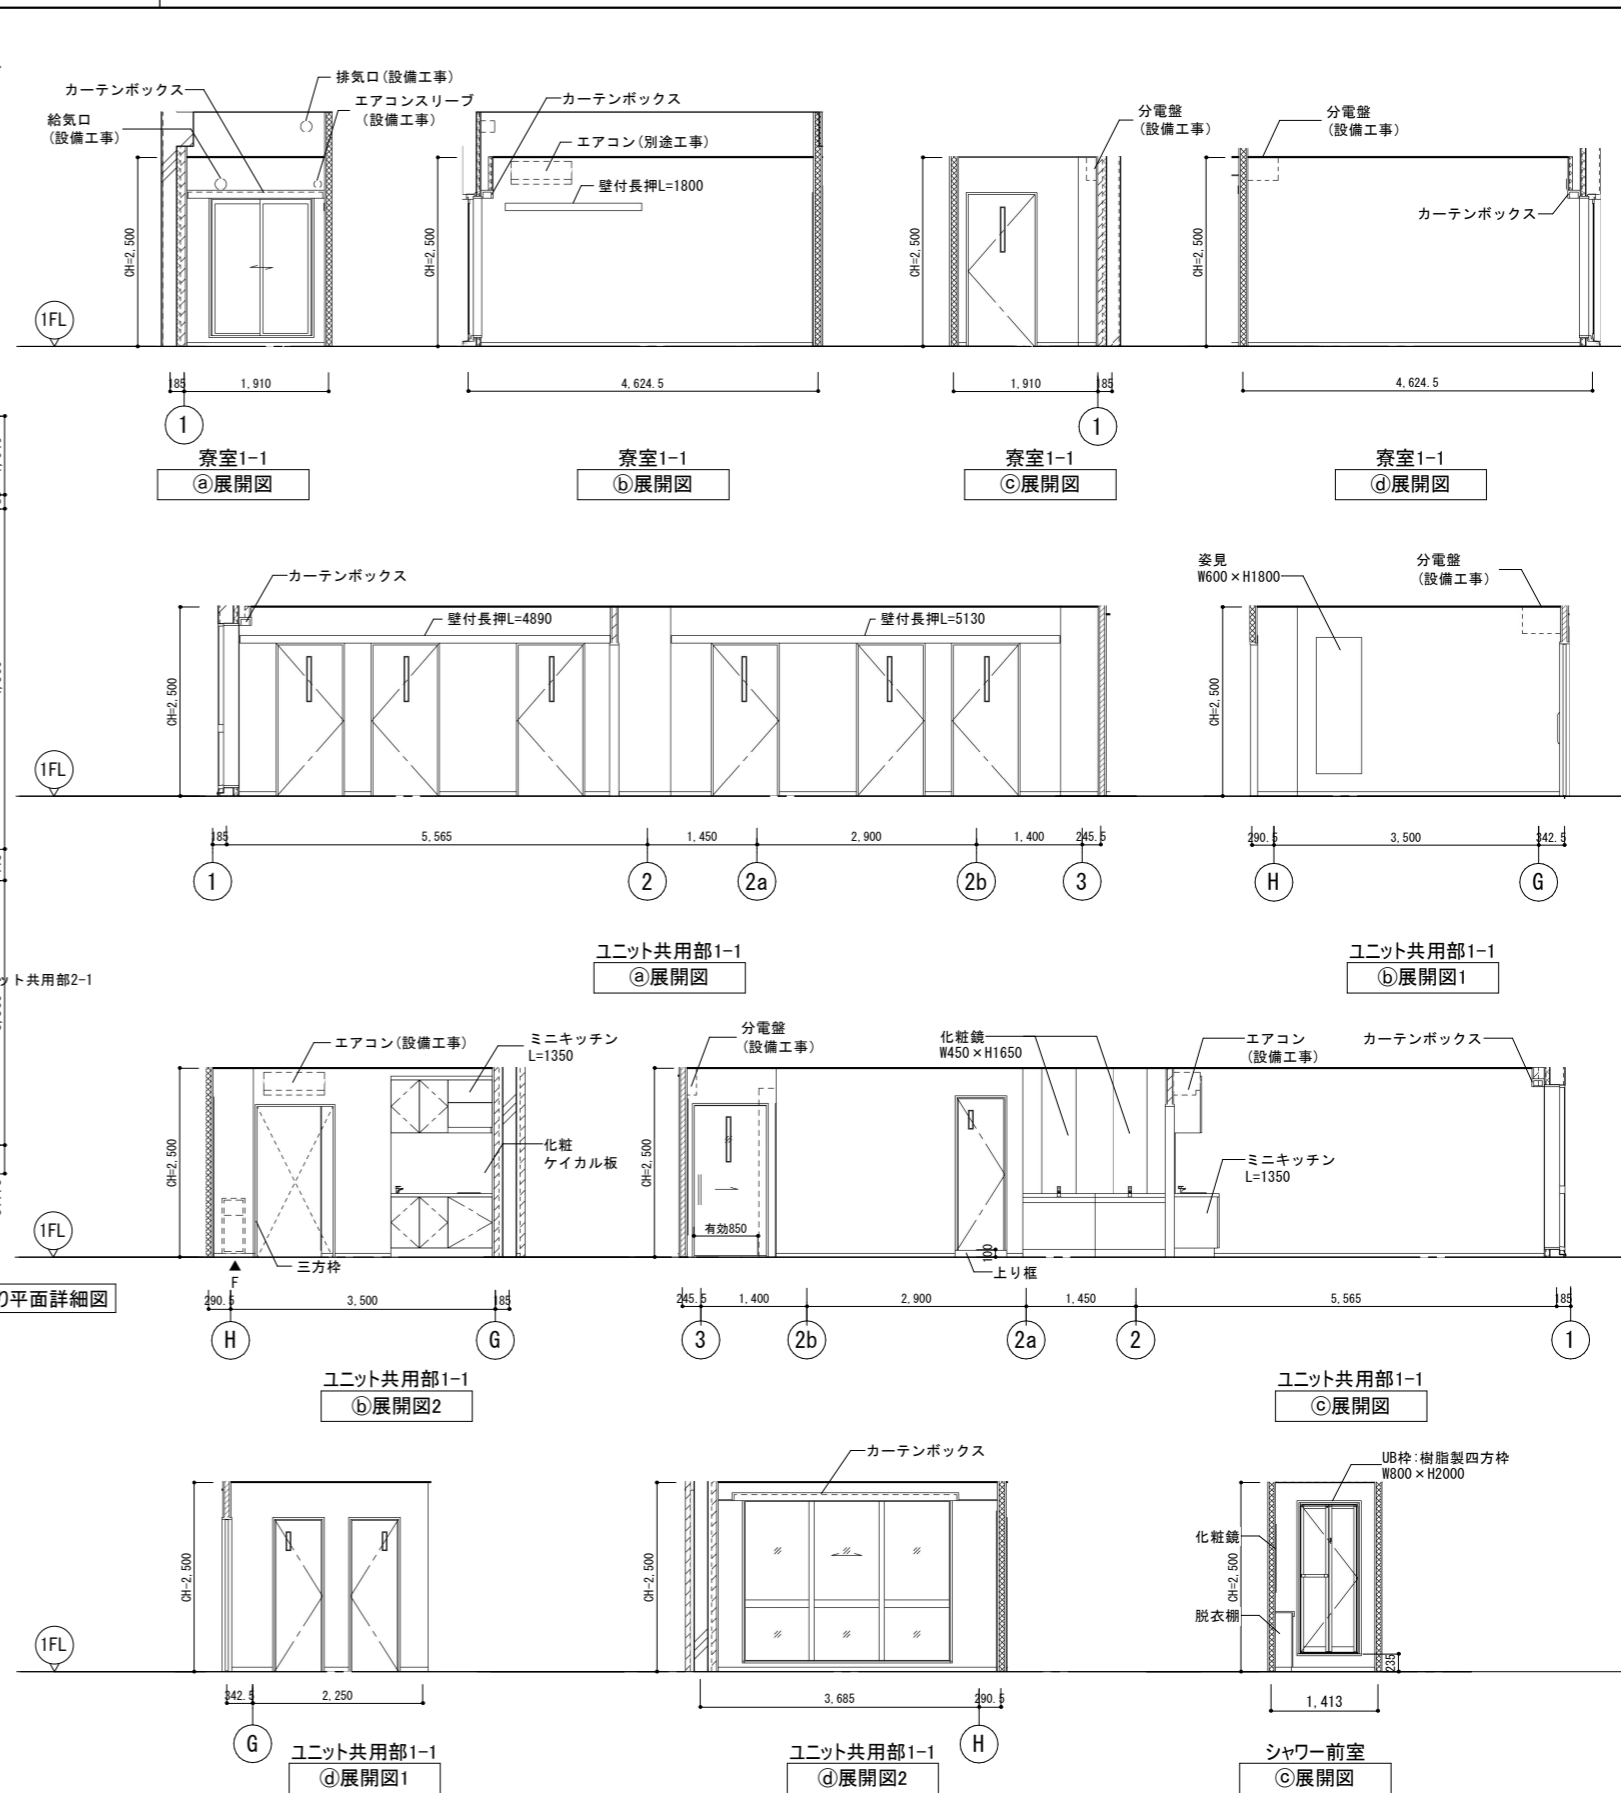 カーテンボックス
排気口(設備工事)
給気口
(設備工事)
エアコンスリーブ
(設備工事)
カーテンボックス
エアコン(別途工事)
壁付長押L=1800
分電盤
(設備工事)
分電盤
(設備工事)
カーテンボックス
CH=2,500
CH=2,500
CH=2,500
CH=2,500
1FL
185
1,910
4,624.5
1,910
185
4,624.5
1
1
寮室1-1
ⓐ展開図
寮室1-1
ⓑ展開図
寮室1-1
ⓒ展開図
寮室1-1
ⓓ展開図
カーテンボックス
壁付長押L=4890
壁付長押L=5130
姿見
W600×H1800
分電盤
(設備工事)
CH=2,500
CH=2,500
1FL
185
5,565
1,450
2,900
1,400
245.5
290.5
3,500
342.5
1
2
2a
2b
3
H
G
ユニット共用部1-1
ⓐ展開図
ユニット共用部1-1
ⓑ展開図1
ット共用部2-1
エアコン(設備工事)
ミニキッチン
L=1350
化粧
ケイカル板
分電盤
(設備工事)
化粧鏡
W450×H1650
エアコン
(設備工事)
カーテンボックス
ミニキッチン
L=1350
CH=2,500
CH=2,500
有効850
100
上り框
三方枠
F
1FL
り平面詳細図
290.5
3,500
185
245.5
1,400
2,900
1,450
5,565
185
H
G
3
2b
2a
2
1
ユニット共用部1-1
ⓑ展開図2
ユニット共用部1-1
ⓒ展開図
カーテンボックス
UB枠:樹脂製四方枠
W800×H2000
化粧鏡
脱衣棚
CH=2,500
CH=2,500
CH=2,500
235
1FL
342.5
2,250
3,685
290.5
1,413
G
H
ユニット共用部1-1
ⓓ展開図1
ユニット共用部1-1
ⓓ展開図2
シャワー前室
ⓒ展開図